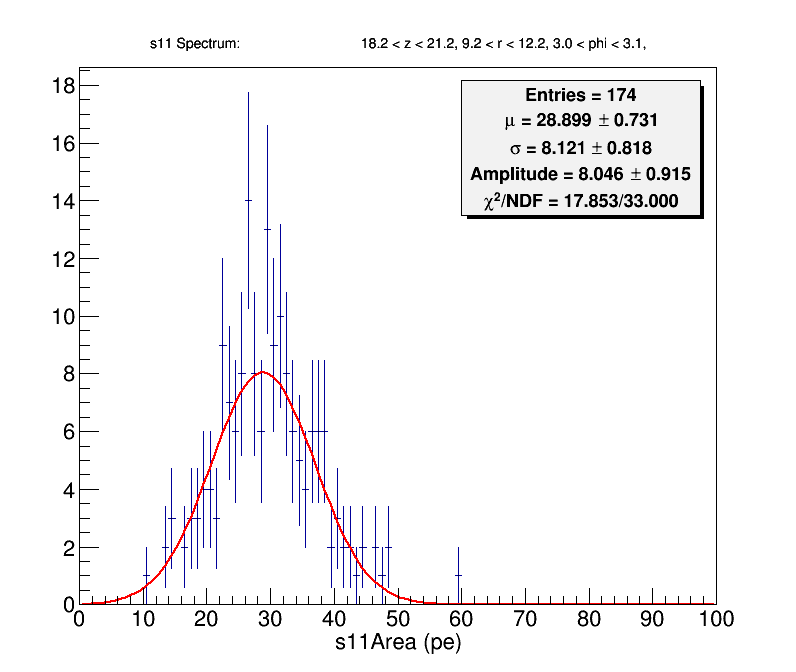 s11 Spectrum: 18.2 < z < 21.2, 9.2 < r < 12.2, 3.0 < phi < 3.1,
Entries = 174
μ = 28.899 ± 0.731
σ = 8.121 ± 0.818
Amplitude = 8.046 ± 0.915
χ²/NDF = 17.853/33.000
18
16
14
12
10
8
6
4
2
0
0 10 20 30 40 50 60 70 80 90 100
s11Area (pe)